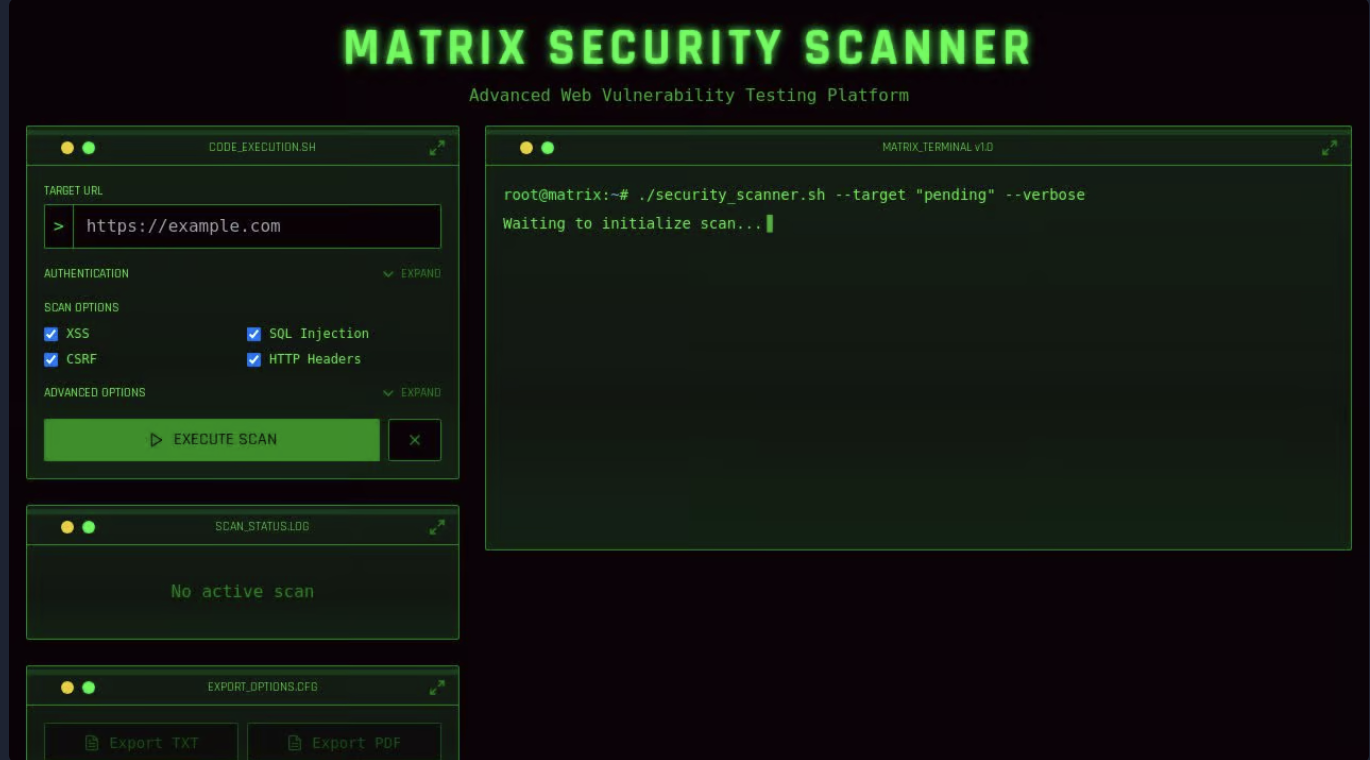 MATRIX SECURITY SCANNER
Advanced Web Vulnerability Testing Platform
CODE_EXECUTION.SH
TARGET URL
> https://example.com
AUTHENTICATION EXPAND
SCAN OPTIONS
XSS SQL Injection
CSRF HTTP Headers
ADVANCED OPTIONS EXPAND
EXECUTE SCAN
SCAN_STATUS.LOG
No active scan
EXPORT_OPTIONS.CFG
Export TXT Export PDF
MATRIX_TERMINAL v1.0
root@matrix:~# ./security_scanner.sh --target "pending" --verbose
Waiting to initialize scan...